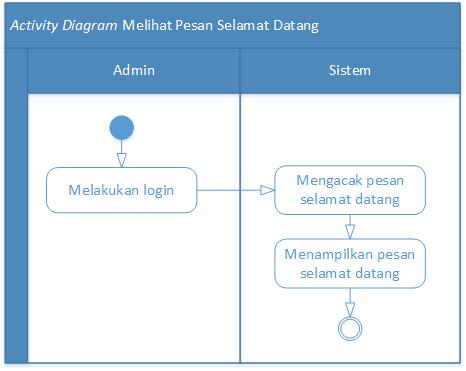 Activity Diagram Melihat Pesan Selamat Datang
Admin
Sistem
Melakukan login
Mengacak pesan
selamat datang
Menampilkan pesan
selamat datang